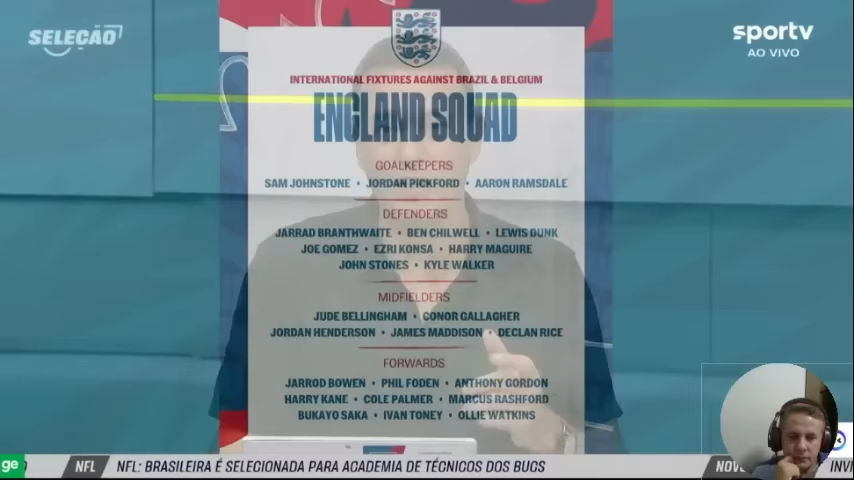 SELEÇÃO
sportv
AO VIVO
INTERNATIONAL FIXTURES AGAINST BRAZIL & BELGIUM
ENGLAND SQUAD
GOALKEEPERS
SAM JOHNSTONE • JORDAN PICKFORD • AARON RAMSDALE
DEFENDERS
JARRAD BRANTHWAITE • BEN CHILWELL • LEWIS DUNK
JOE GOMEZ • EZRI KONSA • HARRY MAGUIRE
JOHN STONES • KYLE WALKER
MIDFIELDERS
JUDE BELLINGHAM • CONOR GALLAGHER
JORDAN HENDERSON • JAMES MADDISON • DECLAN RICE
FORWARDS
JARROD BOWEN • PHIL FODEN • ANTHONY GORDON
HARRY KANE • COLE PALMER • MARCUS RASHFORD
BUKAYO SAKA • IVAN TONEY • OLLIE WATKINS
ge NFL NFL: BRASILEIRA É SELECIONADA PARA ACADEMIA DE TÉCNICOS DOS BUCS